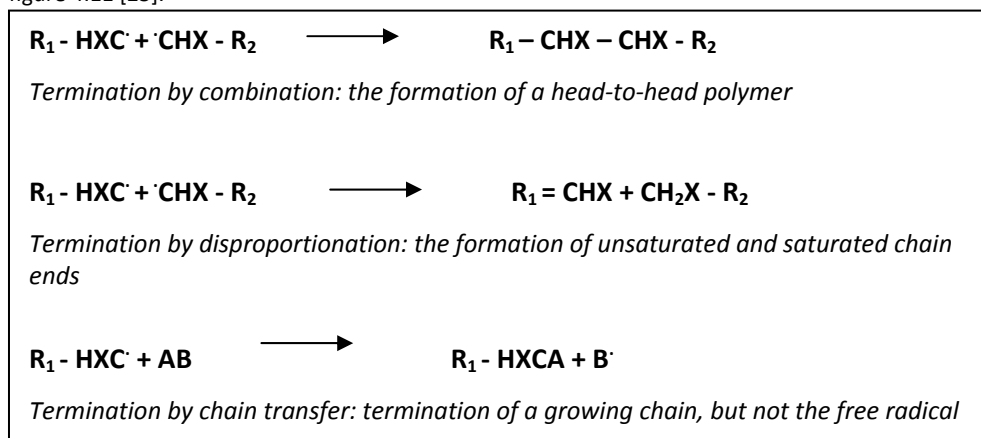 R₁ - HXC˙ + ˙CHX - R₂ ⟶ R₁ – CHX – CHX - R₂
Termination by combination: the formation of a head-to-head polymer
R₁ - HXC˙ + ˙CHX - R₂ ⟶ R₁ = CHX + CH₂X - R₂
Termination by disproportionation: the formation of unsaturated and saturated chain
ends
R₁ - HXC˙ + AB ⟶ R₁ - HXCA + B˙
Termination by chain transfer: termination of a growing chain, but not the free radical